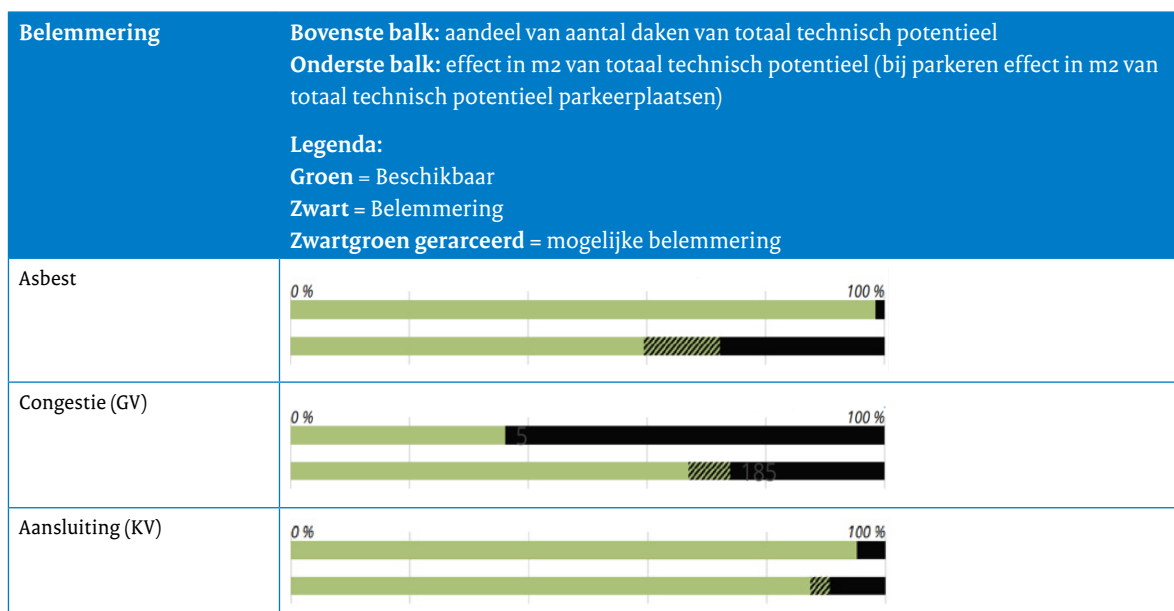 Belemmering
Bovenste balk: aandeel van aantal daken van totaal technisch potentieel
Onderste balk: effect in m2 van totaal technisch potentieel (bij parkeren effect in m2 van
totaal technisch potentieel parkeerplaatsen)
Legenda:
Groen = Beschikbaar
Zwart = Belemmering
Zwartgroen gerarceerd = mogelijke belemmering
Asbest
0 % 100 %
Congestie (GV)
0 % 100 %
5
185
Aansluiting (KV)
0 % 100 %